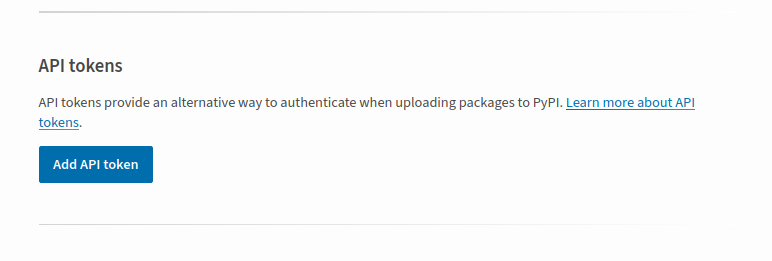 API tokens
API tokens provide an alternative way to authenticate when uploading packages to PyPI. Learn more about API
tokens.
Add API token